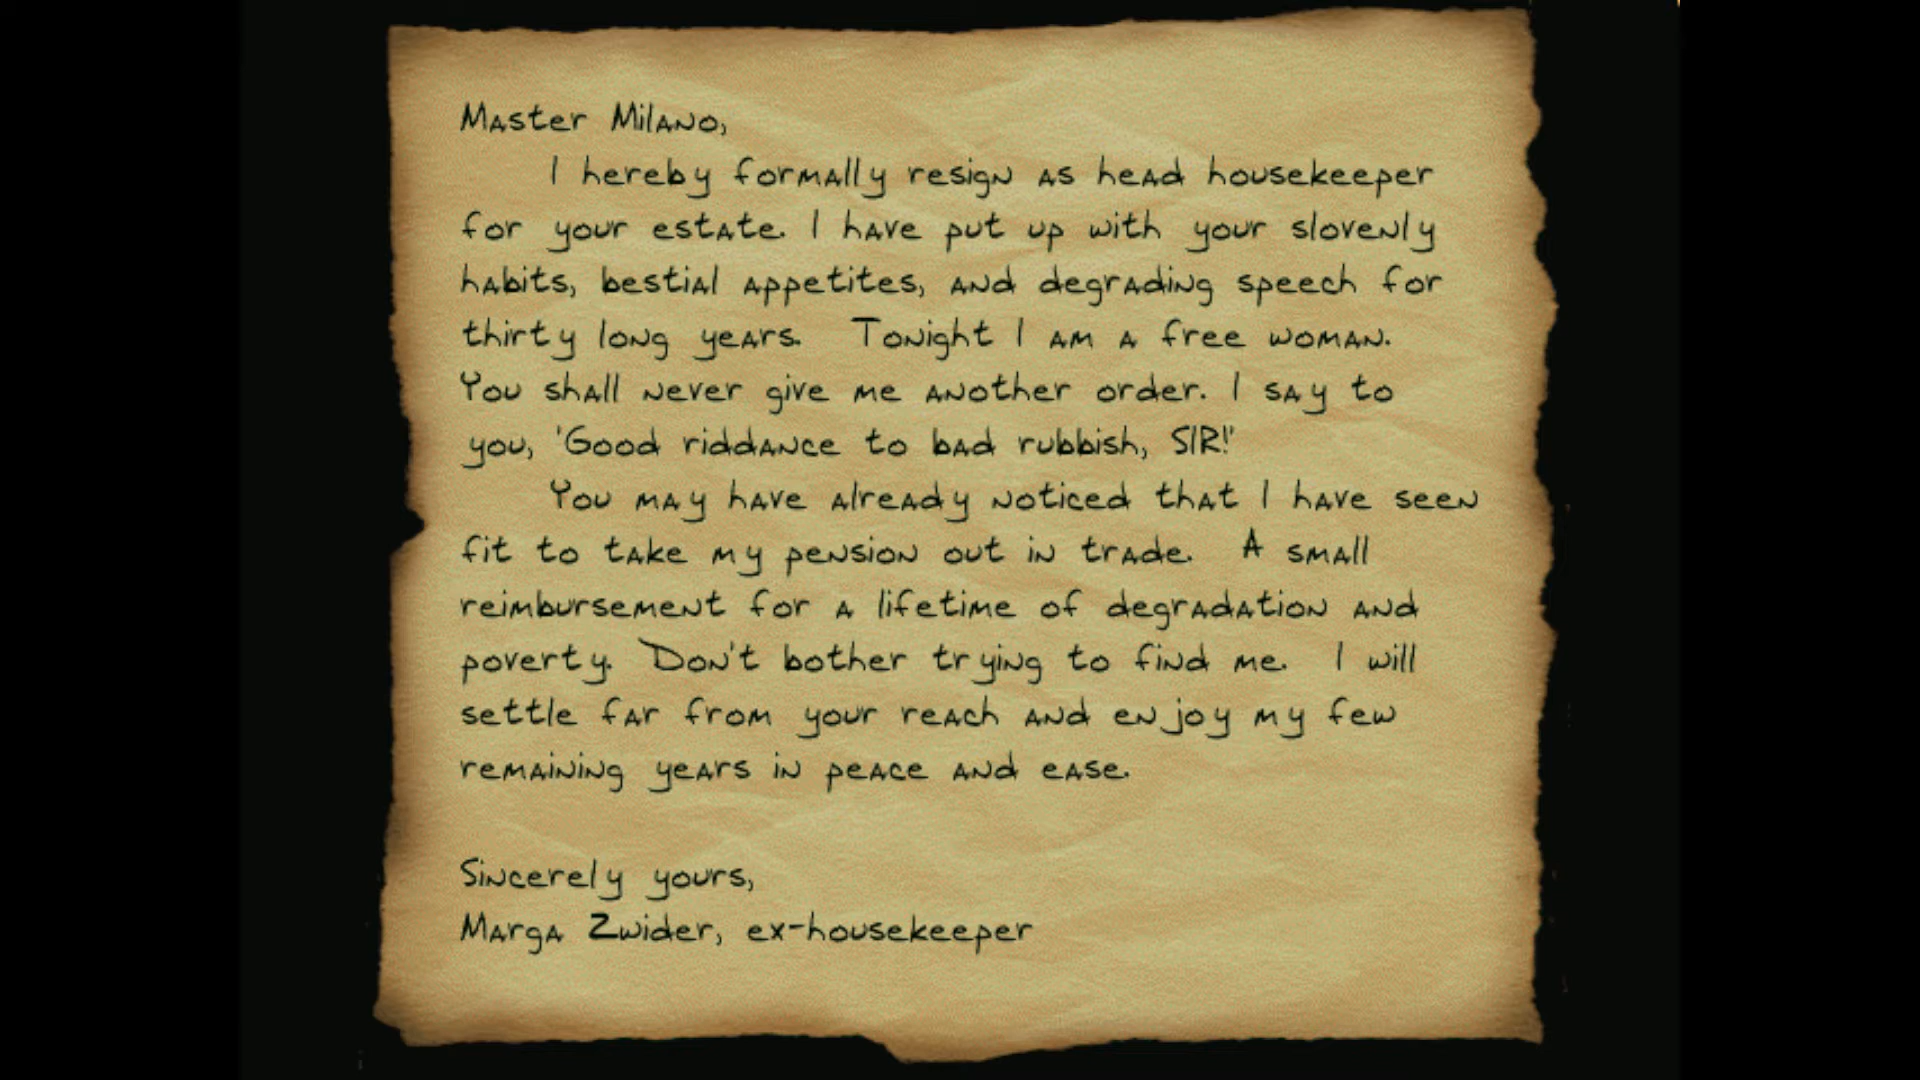 Master Milano,
I hereby formally resign as head housekeeper
for your estate. I have put up with your slovenly
habits, bestial appetites, and degrading speech for
thirty long years. Tonight I am a free woman.
You shall never give me another order. I say to
you, 'Good riddance to bad rubbish, SIR!'
You may have already noticed that I have seen
fit to take my pension out in trade. A small
reimbursement for a lifetime of degradation and
poverty. Don't bother trying to find me. I will
settle far from your reach and enjoy my few
remaining years in peace and ease.
Sincerely yours,
Marga Zwider, ex-housekeeper